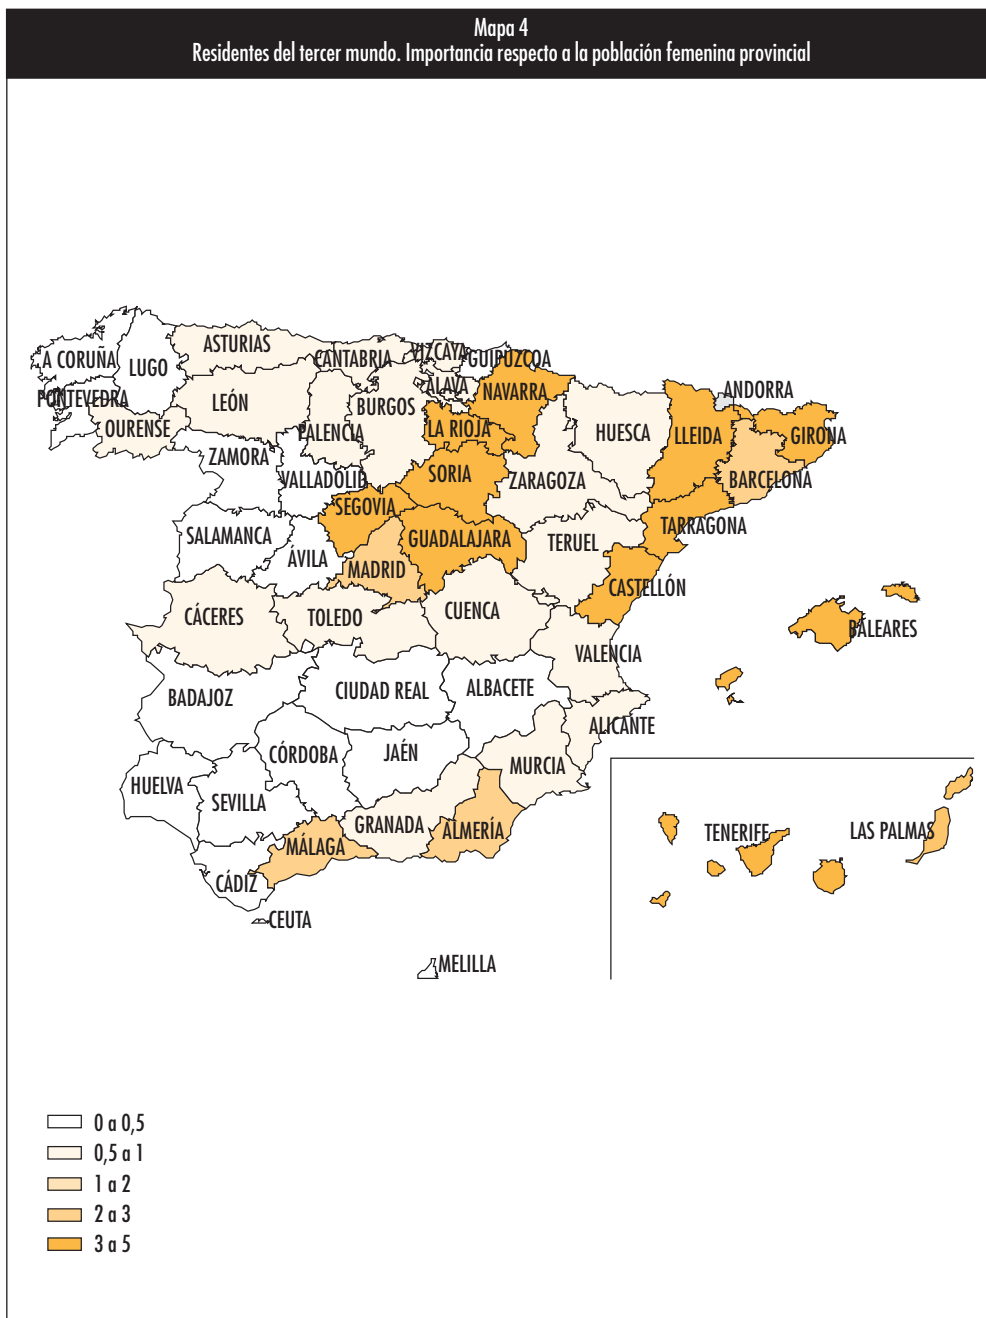 Mapa 4
Residentes del tercer mundo. Importancia respecto a la población femenina provincial
A CORUÑA
LUGO
ASTURIAS
CANTABRIA
VIZCAYA
GUIPÚZCOA
PONTEVEDRA
OURENSE
LEÓN
PALENCIA
BURGOS
ALAVA
NAVARRA
LA RIOJA
HUESCA
LLEIDA
ANDORRA
GIRONA
BARCELONA
ZAMORA
VALLADOLID
SORIA
ZARAGOZA
SEGOVIA
TARRAGONA
SALAMANCA
ÁVILA
MADRID
GUADALAJARA
TERUEL
CASTELLÓN
CÁCERES
TOLEDO
CUENCA
BALEARES
VALENCIA
BADAJOZ
CIUDAD REAL
ALBACETE
ALICANTE
HUELVA
SEVILLA
CÓRDOBA
JAÉN
MURCIA
GRANADA
ALMERÍA
MÁLAGA
CÁDIZ
CEUTA
MELILLA
TENERIFE
LAS PALMAS
0 a 0,5
0,5 a 1
1 a 2
2 a 3
3 a 5